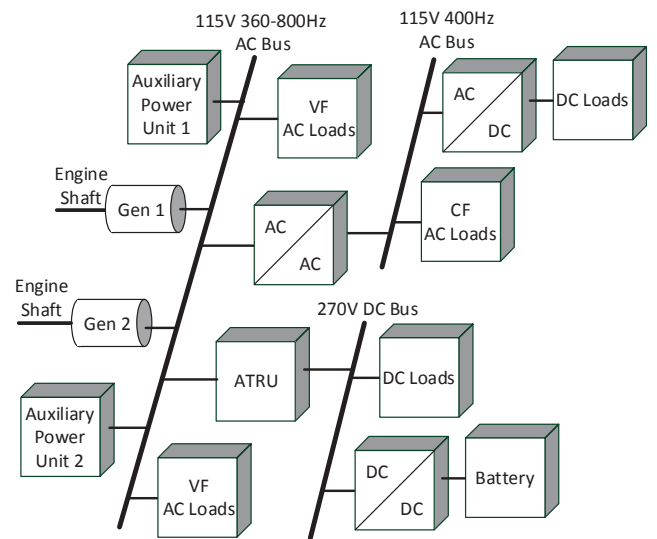 115V 360-800Hz
AC Bus
115V 400Hz
AC Bus
Auxiliary
Power
Unit 1
VF
AC Loads
AC
DC
DC Loads
Engine
Shaft
Gen 1
AC
AC
CF
AC Loads
Engine
Shaft
Gen 2
270V DC Bus
ATRU
DC Loads
Auxiliary
Power
Unit 2
VF
AC Loads
DC
DC
Battery